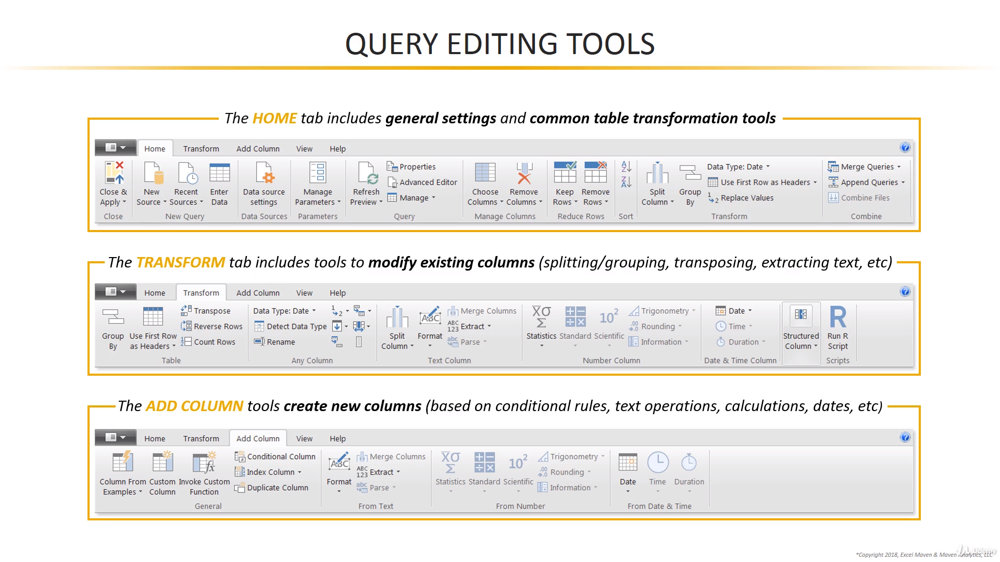 QUERY EDITING TOOLS
The HOME tab includes general settings and common table transformation tools
Home Transform Add Column View Help
Close & Apply New Source Recent Sources Enter Data Data source settings Manage Parameters Refresh Preview Properties Advanced Editor Manage Choose Columns Remove Columns Keep Rows Remove Rows Split Column Group By Data Type: Date Use First Row as Headers Replace Values Merge Queries Append Queries Combine Files
Close New Query Data Sources Parameters Query Manage Columns Reduce Rows Sort Transform Combine
The TRANSFORM tab includes tools to modify existing columns (splitting/grouping, transposing, extracting text, etc)
Home Transform Add Column View Help
Group By Use First Row as Headers Transpose Reverse Rows Count Rows Data Type: Date Detect Data Type Rename Split Column Format Merge Columns Extract Parse Statistics Standard Scientific Trigonometry Rounding Information Date Time Duration Structured Column Run R Script
Table Any Column Text Column Number Column Date & Time Column Scripts
The ADD COLUMN tools create new columns (based on conditional rules, text operations, calculations, dates, etc)
Home Transform Add Column View Help
Column From Examples Custom Column Invoke Custom Function Conditional Column Index Column Duplicate Column Format Merge Columns Extract Parse Statistics Standard Scientific Trigonometry Rounding Information Date Time Duration
General From Text From Number From Date & Time
*Copyright 2018, Excel Maven & Maven Analytics, LLC
Udemy